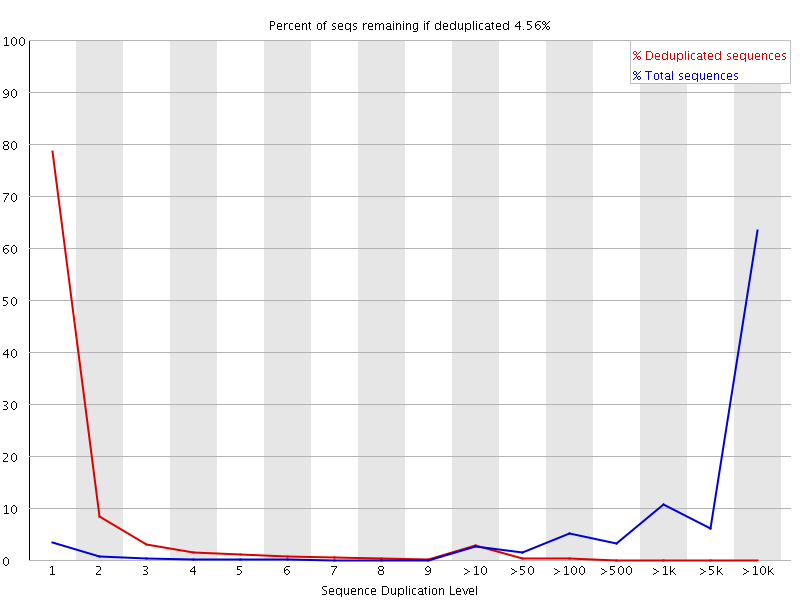 Percent of seqs remaining if deduplicated 4.56%
% Deduplicated sequences
% Total sequences
100
90
80
70
60
50
40
30
20
10
0
1 2 3 4 5 6 7 8 9 >10 >50 >100 >500 >1k >5k >10k
Sequence Duplication Level